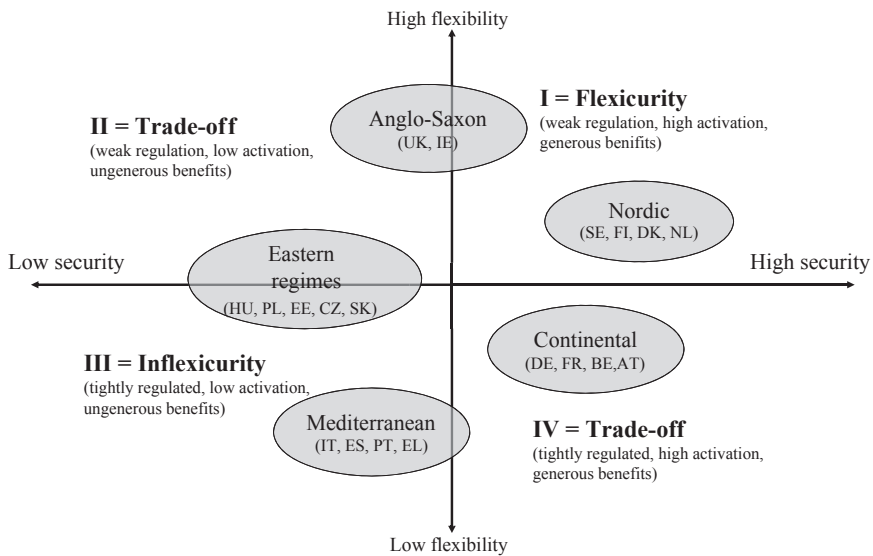 High flexibility
I = Flexicurity
(weak regulation, high activation,
generous benifits)
II = Trade-off
(weak regulation, low activation,
ungenerous benefits)
Anglo-Saxon
(UK, IE)
Nordic
(SE, FI, DK, NL)
Low security
Eastern
regimes
(HU, PL, EE, CZ, SK)
High security
Continental
(DE, FR, BE,AT)
III = Inflexicurity
(tightly regulated, low activation,
ungenerous benefits)
Mediterranean
(IT, ES, PT, EL)
IV = Trade-off
(tightly regulated, high activation,
generous benefits)
Low flexibility